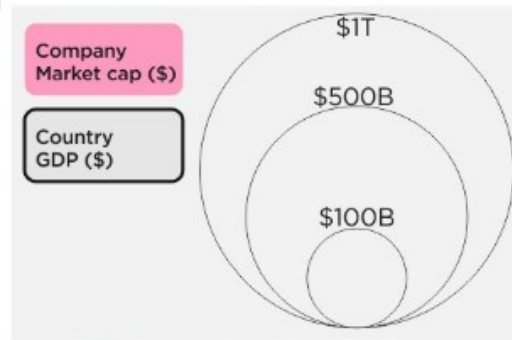 Company
Market cap ($)
Country
GDP ($)
$1T
$500B
$100B